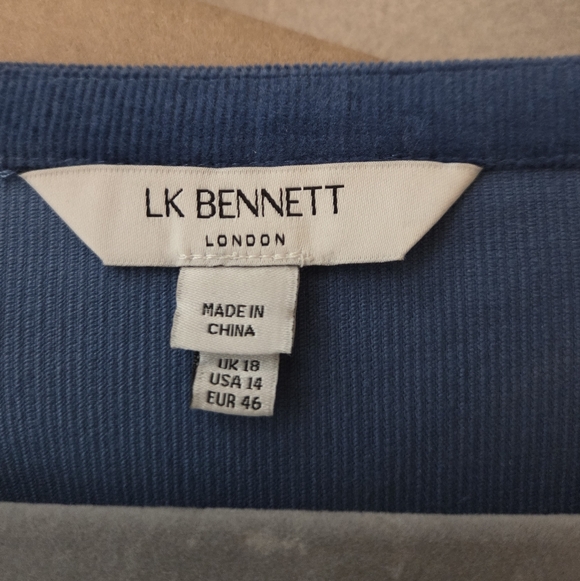 LK BENNETT
LONDON
MADE IN
CHINA
UK 18
USA 14
EUR 46